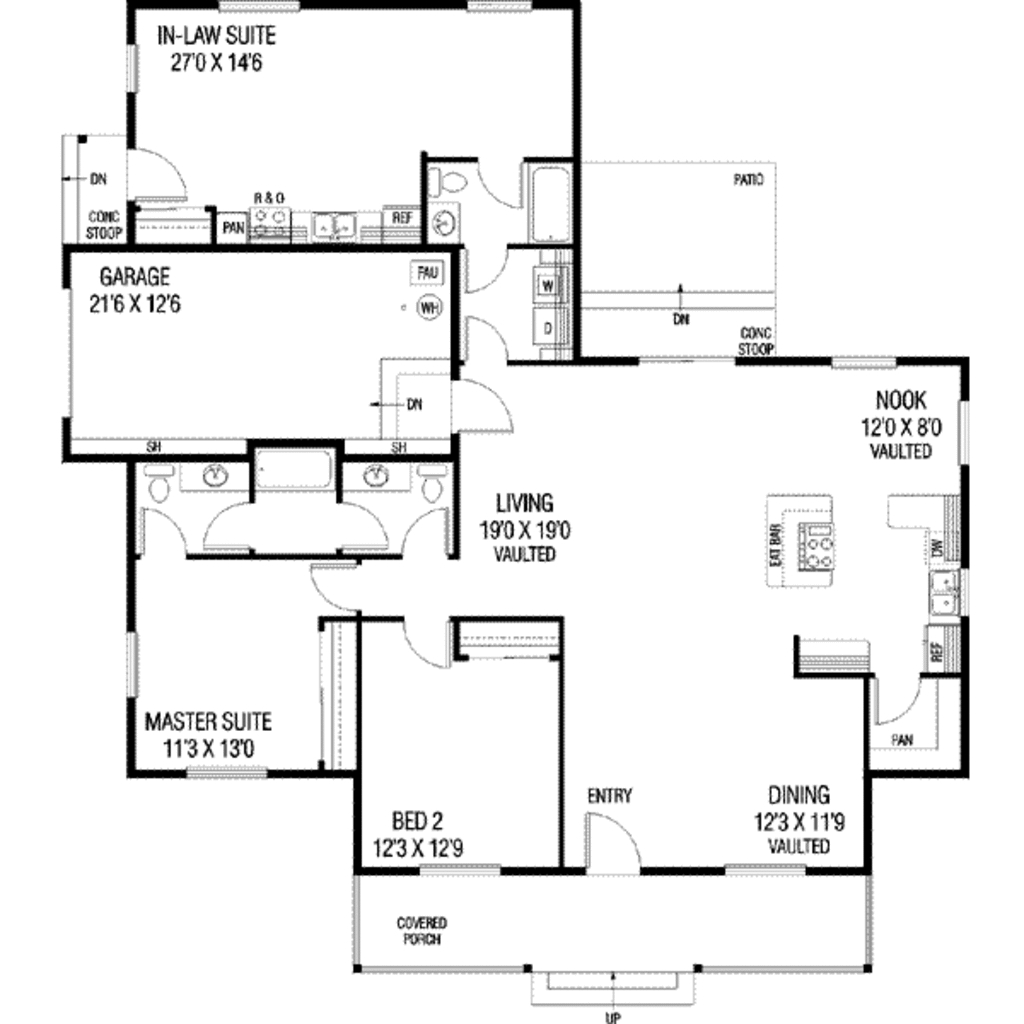 IN-LAW SUITE
27'0 X 14'6
DN
CONC
STOOP
R & O
PAN
REF
PATIO
GARAGE
21'6 X 12'6
FAU
WH
W
D
DN
CONC
STOOP
DN
SH
SH
NOOK
12'0 X 8'0
VAULTED
LIVING
19'0 X 19'0
VAULTED
EAT BAR
DW
REF
PAN
MASTER SUITE
11'3 X 13'0
BED 2
12'3 X 12'9
ENTRY
DINING
12'3 X 11'9
VAULTED
COVERED
PORCH
UP